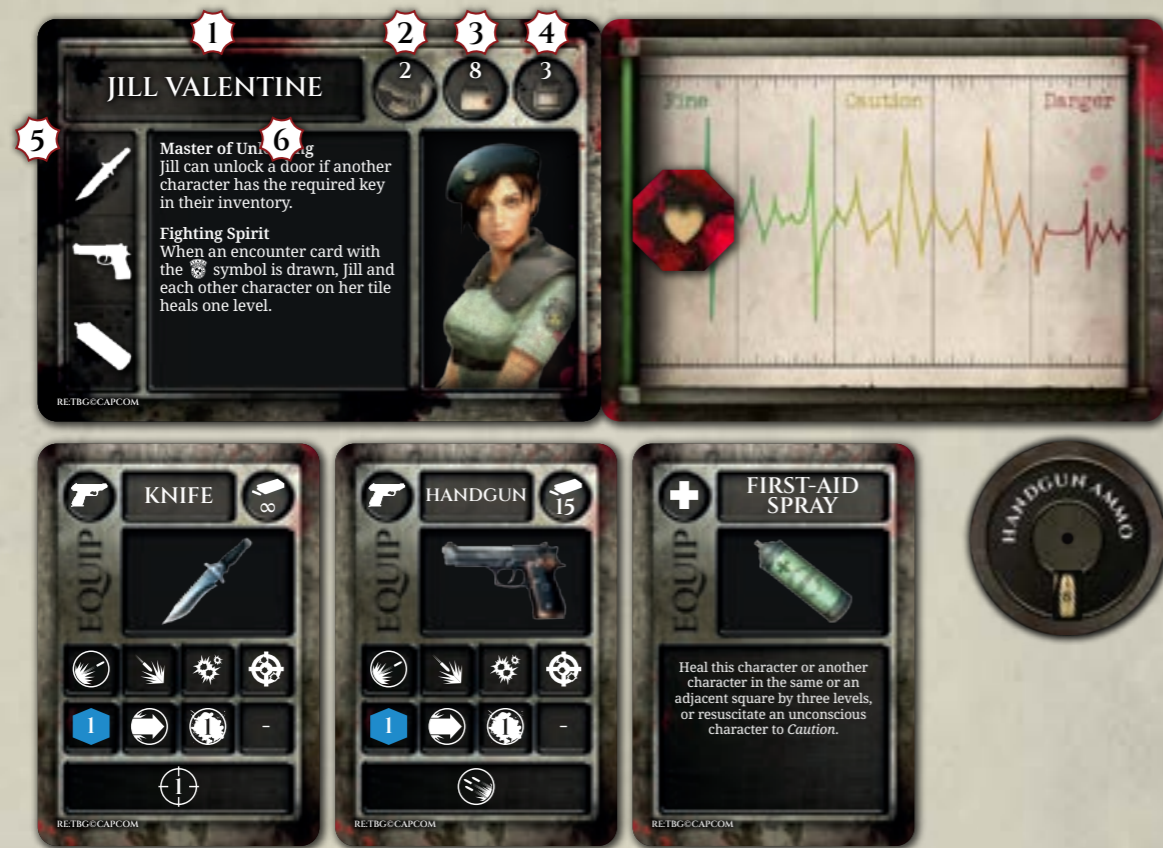 1
2
3
4
JILL VALENTINE
2
8
3
5
6
Master of Unlocking
Jill can unlock a door if another
character has the required key
in their inventory.
Fighting Spirit
When an encounter card with
the symbol is drawn, Jill and
each other character on her tile
heals one level.
RE:TBG©CAPCOM
Fine
Caution
Danger
KNIFE
∞
EQUIP
1
1
-
1
RE:TBG©CAPCOM
HANDGUN
15
EQUIP
1
1
-
RE:TBG©CAPCOM
FIRST-AID
SPRAY
EQUIP
Heal this character or another
character in the same or an
adjacent square by three levels,
or resuscitate an unconscious
character to Caution.
RE:TBG©CAPCOM
HANDGUN AMMO